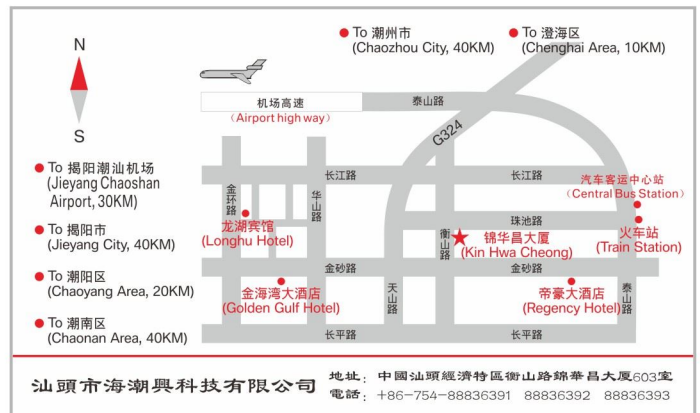 To 潮州市
(Chaozhou City, 40KM)
To 澄海区
(Chenghai Area, 10KM)
N
S
机场高速
(Airport high way)
泰山路
G324
To 揭阳潮汕机场
(Jieyang Chaoshan
Airport, 30KM)
长江路
长江路
汽车客运中心站
(Central Bus Station)
金环路
华山路
龙湖宾馆
(Longhu Hotel)
珠池路
火车站
(Train Station)
To 揭阳市
(Jieyang City, 40KM)
衡山路
锦华昌大厦
(Kin Hwa Cheong)
金砂路
金砂路
To 潮阳区
(Chaoyang Area, 20KM)
金海湾大酒店
(Golden Gulf Hotel)
天山路
帝豪大酒店
(Regency Hotel)
泰山路
To 潮南区
(Chaonan Area, 40KM)
长平路
长平路
汕頭市海潮興科技有限公司
地址：中國汕頭經濟特區衡山路錦華昌大厦603室
電話：+86-754-88836391 88836392 88836393